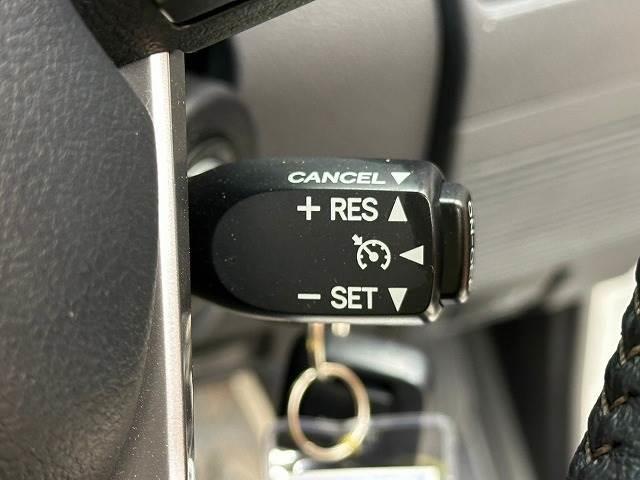 CANCEL▼
+ RES ▲
◀
− SET ▼